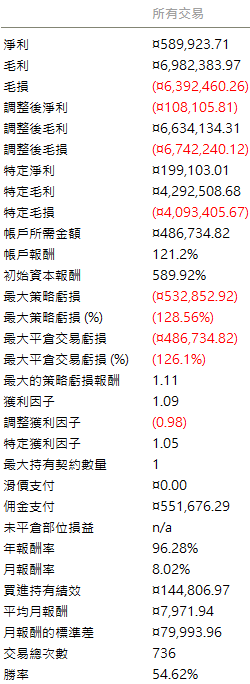 所有交易
淨利 ¤589,923.71
毛利 ¤6,982,383.97
毛損 (¤6,392,460.26)
調整後淨利 (¤108,105.81)
調整後毛利 ¤6,634,134.31
調整後毛損 (¤6,742,240.12)
特定淨利 ¤199,103.01
特定毛利 ¤4,292,508.68
特定毛損 (¤4,093,405.67)
帳戶所需金額 ¤486,734.82
帳戶報酬 121.2%
初始資本報酬 589.92%
最大策略虧損 (¤532,852.92)
最大策略虧損 (%) (128.56%)
最大平倉交易虧損 (¤486,734.82)
最大平倉交易虧損 (%) (126.1%)
最大的策略虧損報酬 1.11
獲利因子 1.09
調整獲利因子 (0.98)
特定獲利因子 1.05
最大持有契約數量 1
滑價支付 ¤0.00
佣金支付 ¤551,676.29
未平倉部位損益 n/a
年報酬率 96.28%
月報酬率 8.02%
買進持有績效 ¤144,806.97
平均月報酬 ¤7,971.94
月報酬的標準差 ¤79,993.96
交易總次數 736
勝率 54.62%